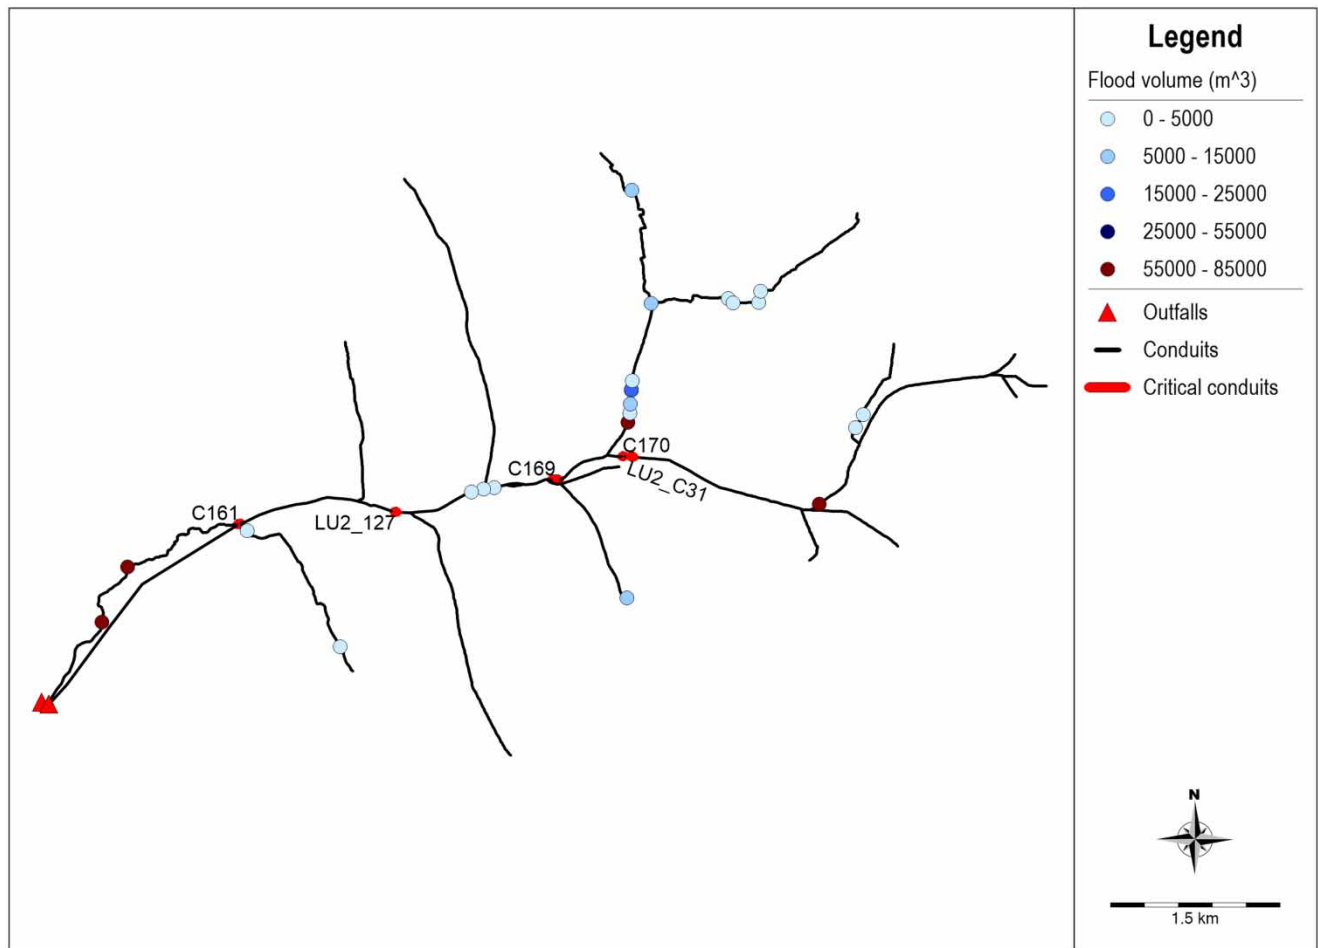 Legend
Flood volume (m^3)
0 - 5000
5000 - 15000
15000 - 25000
25000 - 55000
55000 - 85000
Outfalls
Conduits
Critical conduits
C170
C169
LU2_C31
C161
LU2_127
N
1.5 km